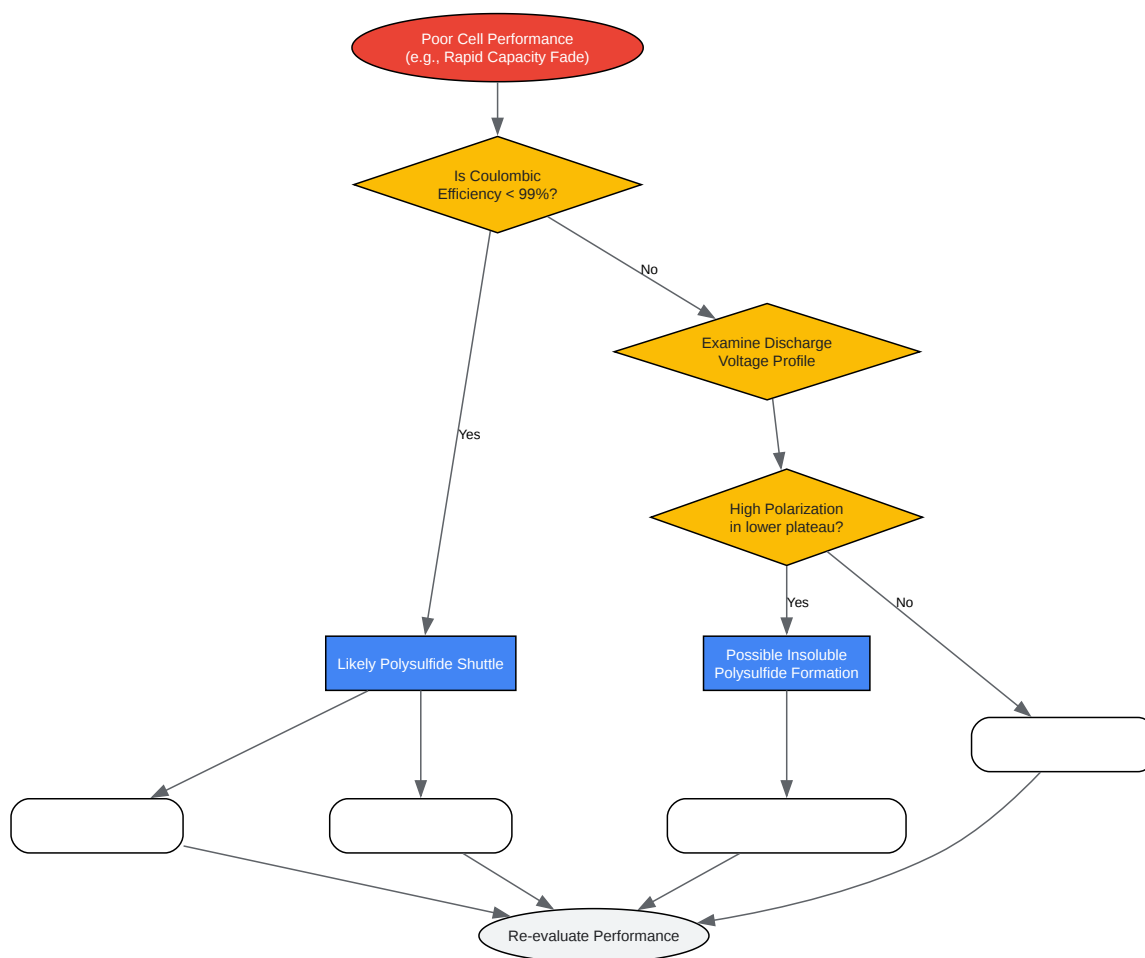 Poor Cell Performance
(e.g., Rapid Capacity Fade)
Is Coulombic
Efficiency < 99%?
No
Examine Discharge
Voltage Profile
Yes
High Polarization
in lower plateau?
Yes
No
Likely Polysulfide Shuttle
Possible Insoluble
Polysulfide Formation
Re-evaluate Performance